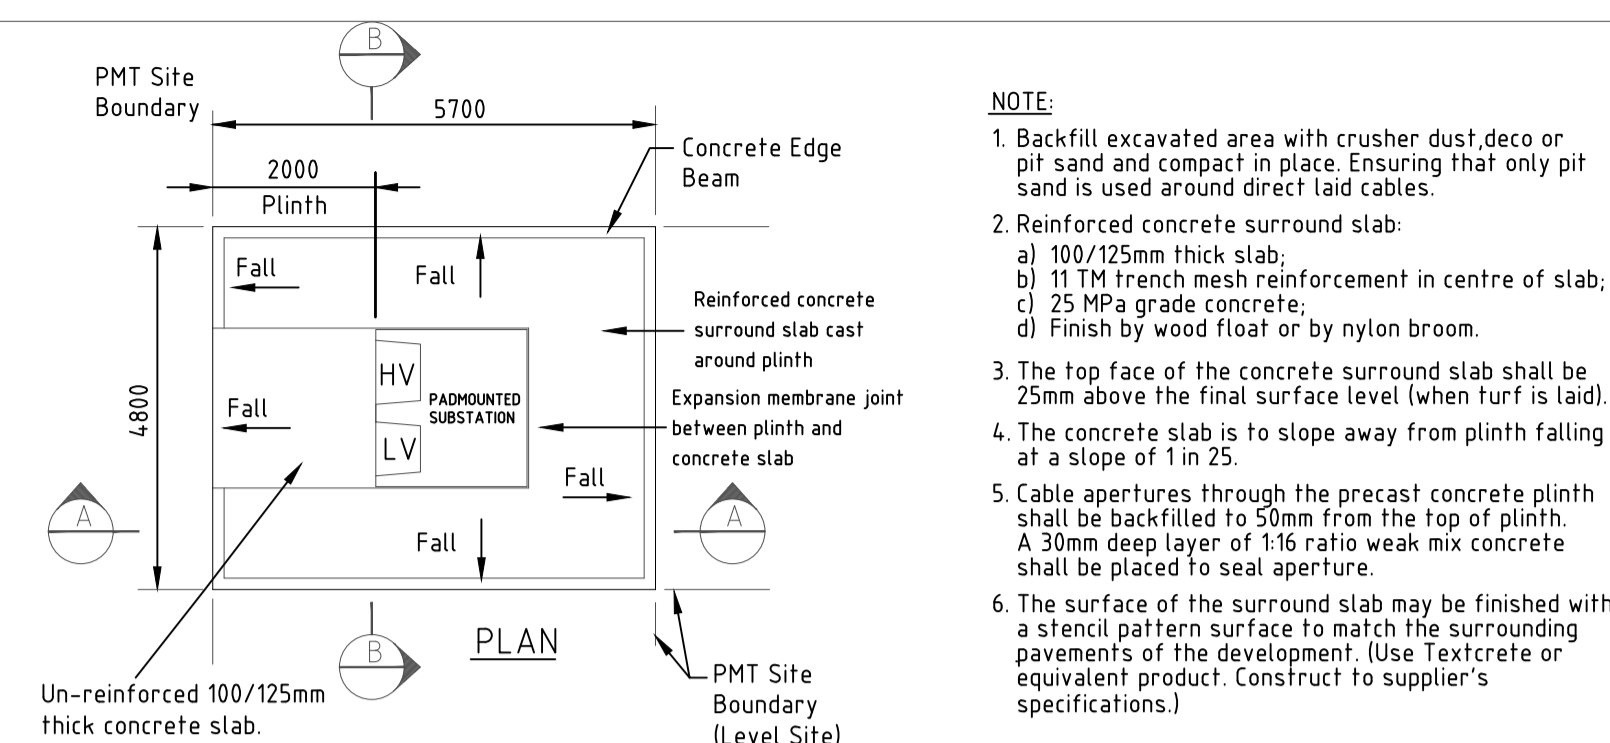 B
PMT Site
Boundary
5700
2000
Plinth
Concrete Edge
Beam
Fall
Fall
Reinforced concrete
surround slab cast
around plinth
4800
HV
PADMOUNTED
SUBSTATION
Expansion membrane joint
between plinth and
concrete slab
Fall
LV
Fall
A
A
Fall
B
PLAN
Un-reinforced 100/125mm
thick concrete slab.
PMT Site
Boundary
(Level Site)
NOTE:
1. Backfill excavated area with crusher dust,deco or
pit sand and compact in place. Ensuring that only pit
sand is used around direct laid cables.
2. Reinforced concrete surround slab:
a) 100/125mm thick slab;
b) 11 TM trench mesh reinforcement in centre of slab;
c) 25 MPa grade concrete;
d) Finish by wood float or by nylon broom.
3. The top face of the concrete surround slab shall be
25mm above the final surface level (when turf is laid).
4. The concrete slab is to slope away from plinth falling
at a slope of 1 in 25.
5. Cable apertures through the precast concrete plinth
shall be backfilled to 50mm from the top of plinth.
A 30mm deep layer of 1:16 ratio weak mix concrete
shall be placed to seal aperture.
6. The surface of the surround slab may be finished with
a stencil pattern surface to match the surrounding
pavements of the development. (Use Textcrete or
equivalent product. Construct to supplier's
specifications.)